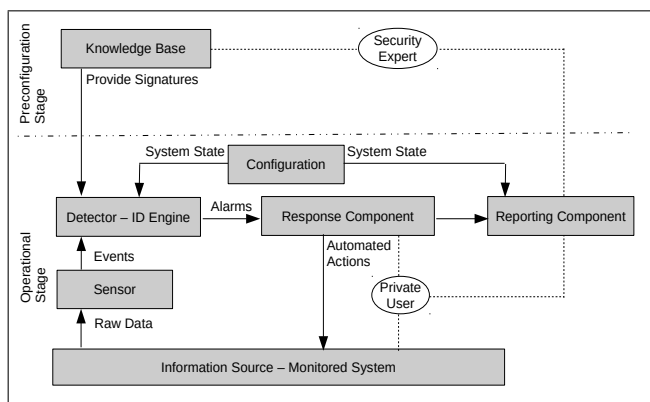 Preconfiguration
Stage
Knowledge Base
Security
Expert
Provide Signatures
System State
Configuration
System State
Operational
Stage
Detector – ID Engine
Alarms
Response Component
Reporting Component
Events
Automated
Actions
Sensor
Private
User
Raw Data
Information Source – Monitored System